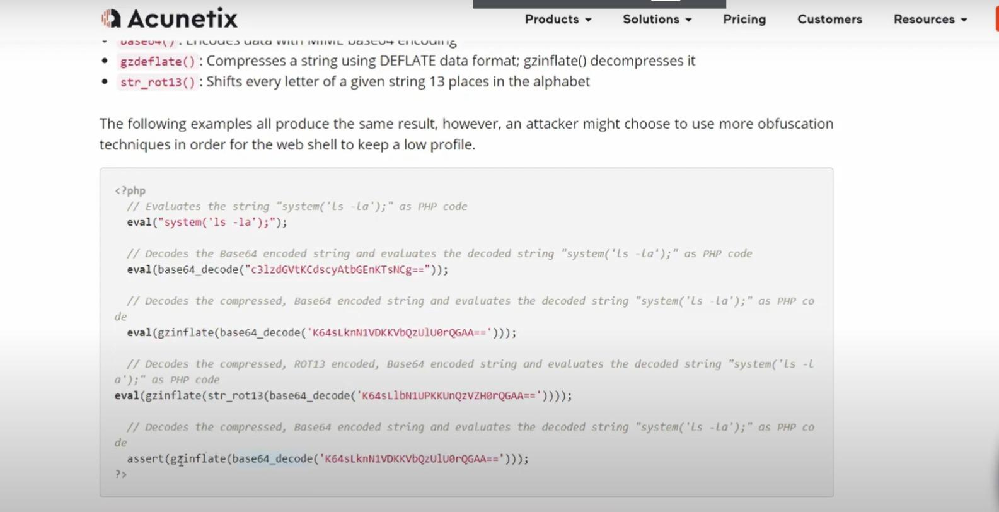 Acunetix
Products Solutions Pricing Customers Resources
base64() : Encodes data with MIME base64 encoding
gzdeflate() : Compresses a string using DEFLATE data format; gzinflate() decompresses it
str_rot13() : Shifts every letter of a given string 13 places in the alphabet
The following examples all produce the same result, however, an attacker might choose to use more obfuscation
techniques in order for the web shell to keep a low profile.
<?php
// Evaluates the string "system('ls -la');" as PHP code
eval("system('ls -la');");
// Decodes the Base64 encoded string and evaluates the decoded string "system('ls -la');" as PHP code
eval(base64_decode("c3lzdGVtKCdscyAtbGEnKTsNCg=="));
// Decodes the compressed, Base64 encoded string and evaluates the decoded string "system('ls -la');" as PHP co
de
eval(gzinflate(base64_decode('K64sLknN1VDKKVbQzUlU0rQGAA==')));
// Decodes the compressed, ROT13 encoded, Base64 encoded string and evaluates the decoded string "system('ls -l
a');" as PHP code
eval(gzinflate(str_rot13(base64_decode('K64sLlbN1UPKKUnQzVZH0rQGAA=='))));
// Decodes the compressed, Base64 encoded string and evaluates the decoded string "system('ls -la');" as PHP co
de
assert(gzinflate(base64_decode('K64sLknN1VDKKVbQzUlU0rQGAA==')));
?>